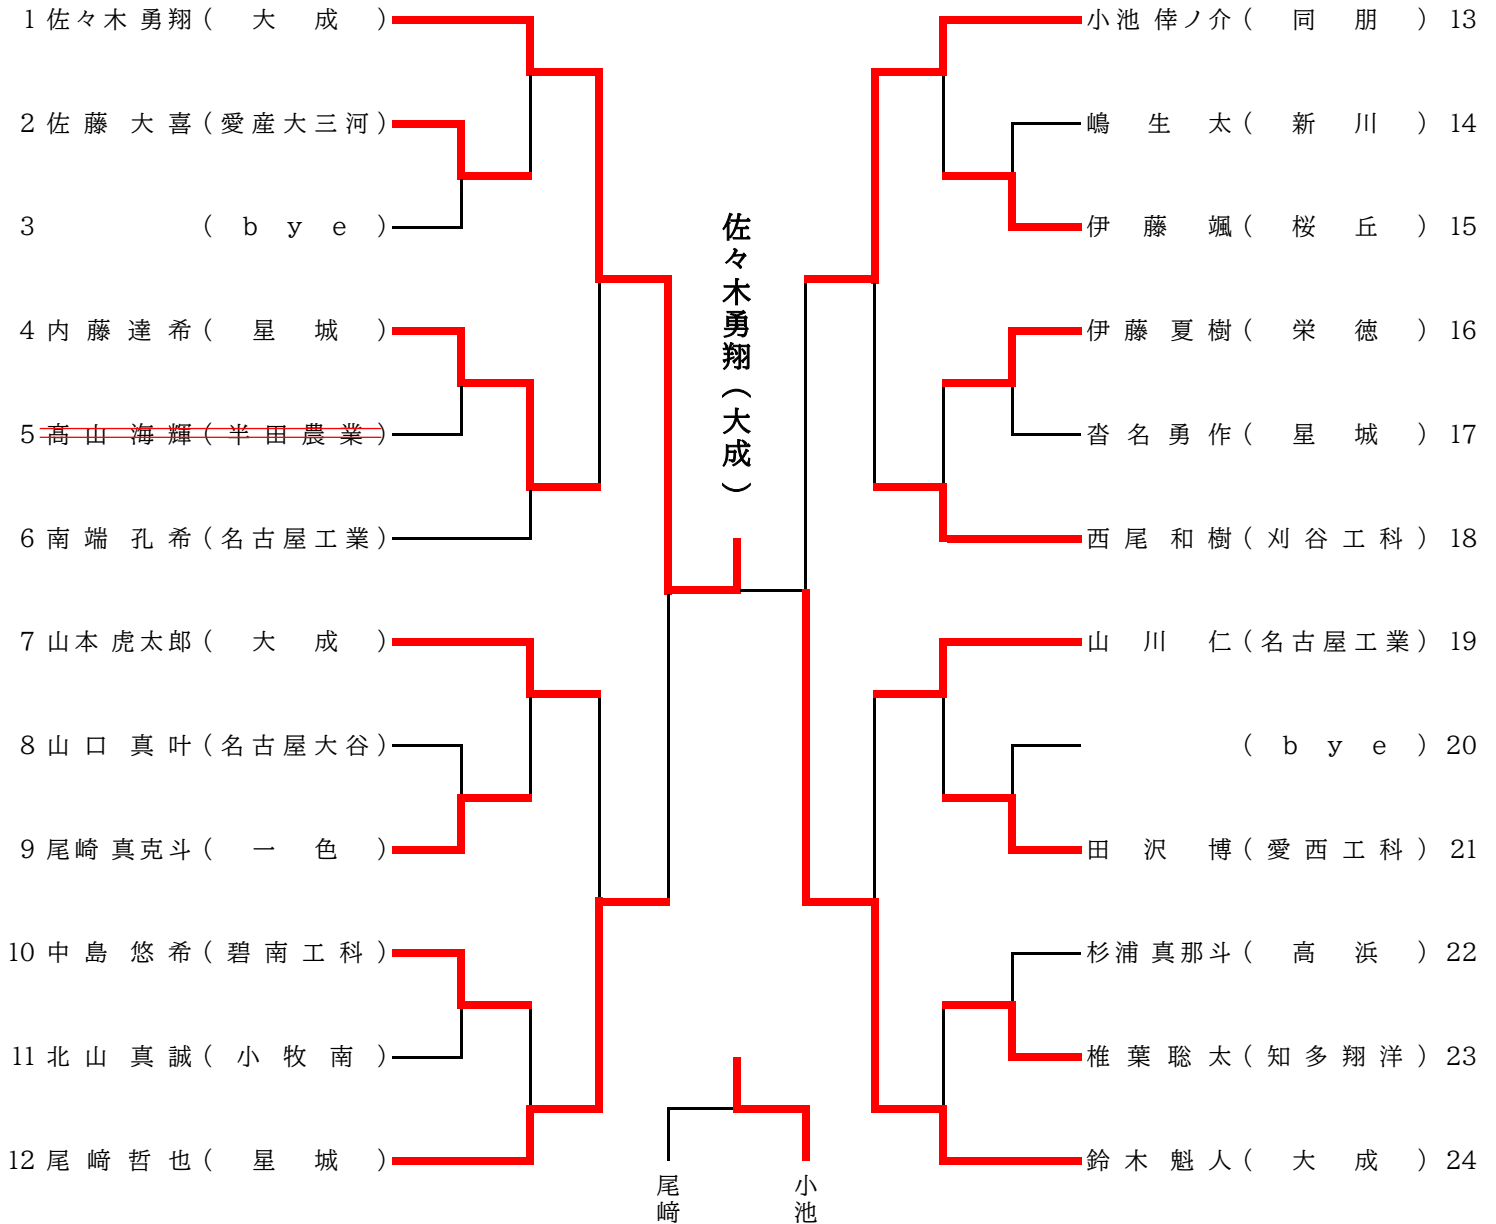 1 佐々木 勇翔 ( 大 成 )
2 佐藤 大喜 ( 愛産大三河 )
3 ( bye )
4 内藤 達希 ( 星 城 )
5 髙山 海輝 ( 半田農業 )
6 南端 孔希 ( 名古屋工業 )
7 山本 虎太郎 ( 大 成 )
8 山口 真叶 ( 名古屋大谷 )
9 尾崎 真克斗 ( 一 色 )
10 中島 悠希 ( 碧南工科 )
11 北山 真誠 ( 小牧南 )
12 尾﨑 哲也 ( 星 城 )
佐々木勇翔(大成)
尾﨑
小池
小池 倖ノ介 ( 同 朋 ) 13
嶋 生太 ( 新 川 ) 14
伊藤 颯 ( 桜 丘 ) 15
伊藤 夏樹 ( 栄 徳 ) 16
沓名 勇作 ( 星 城 ) 17
西尾 和樹 ( 刈谷工科 ) 18
山川 仁 ( 名古屋工業 ) 19
( bye ) 20
田沢 博 ( 愛西工科 ) 21
杉浦 真那斗 ( 高 浜 ) 22
椎葉 聡太 ( 知多翔洋 ) 23
鈴木 魁人 ( 大 成 ) 24